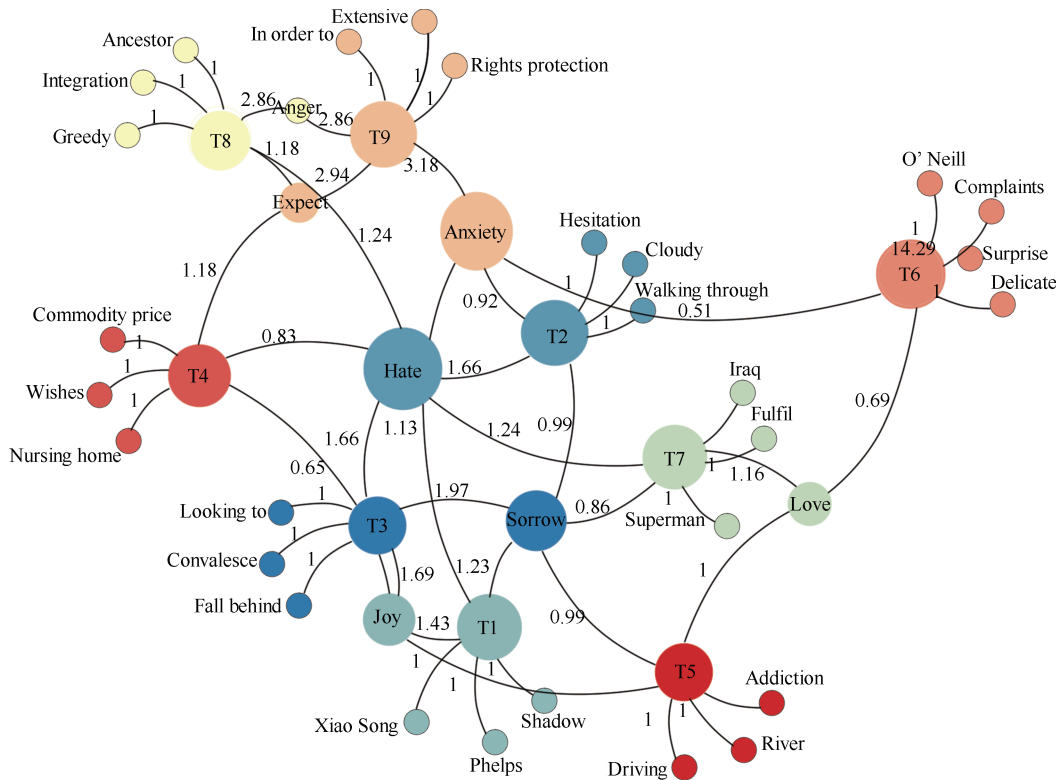 Extensive
Ancestor
In order to
Integration
1
1
Rights protection
1
1
1
2.86
Anger
2.86
Greedy
1
T8
T9
1.18
2.94
3.18
O’ Neill
Complaints
Expect
Hesitation
1
Anxiety
1.24
14.29
Surprise
Cloudy
T6
1.18
1
Delicate
1
Walking through
0.92
0.51
Commodity price
1
T2
1
0.83
1
T4
Hate
1.66
Iraq
Wishes
1
0.69
Fulfil
1.13
1.24
0.99
1.66
Nursing home
T7
1
1.16
0.65
1
1.97
Looking to
1
0.86
Love
Superman
T3
Sorrow
1
Convalesce
1
1.69
1.23
1
Fall behind
Joy
1.43
T1
0.99
1
1
T5
1
Addiction
1
1
Xiao Song
Shadow
River
Phelps
Driving